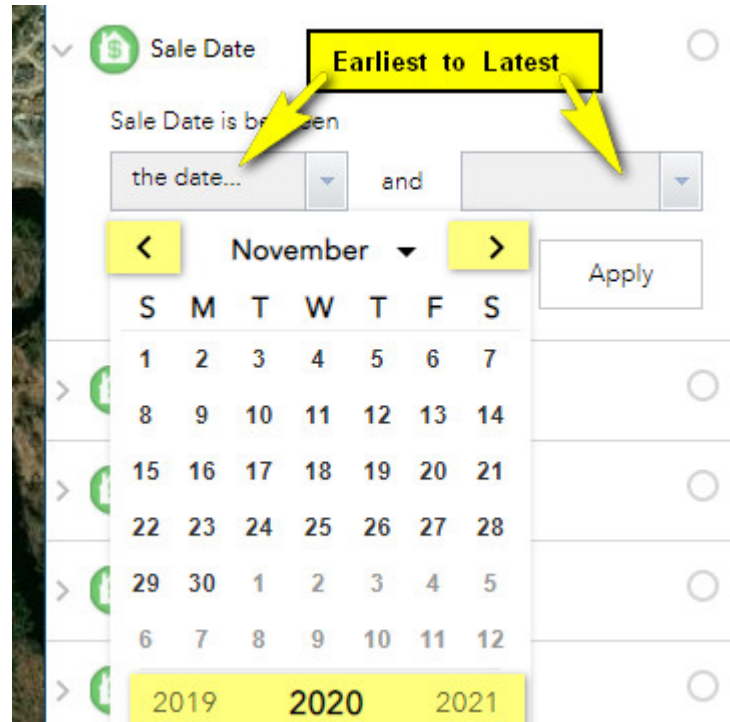 Sale Date
Earliest to Latest
Sale Date is between
the date...
and
November
Apply
S M T W T F S
1 2 3 4 5 6 7
8 9 10 11 12 13 14
15 16 17 18 19 20 21
22 23 24 25 26 27 28
29 30 1 2 3 4 5
6 7 8 9 10 11 12
2019 2020 2021